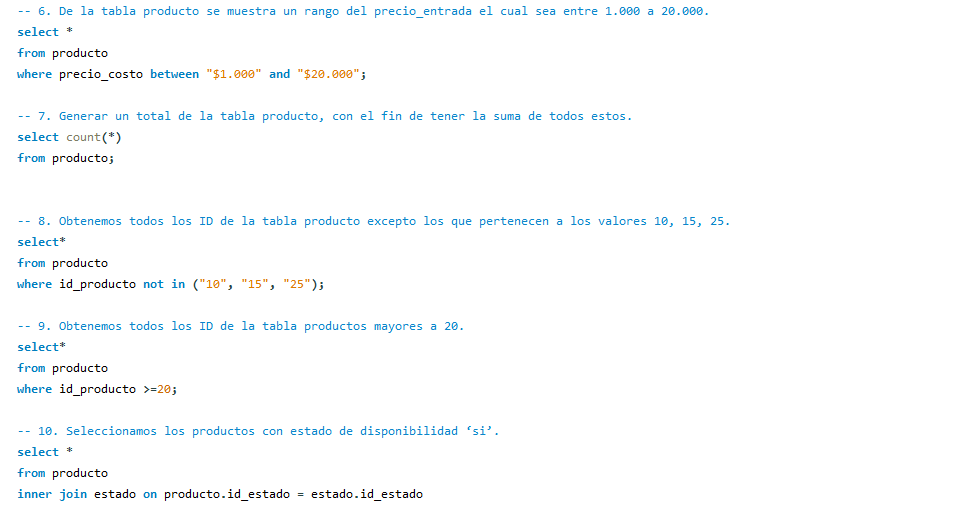 -- 6. De la tabla producto se muestra un rango del precio_entrada el cual sea entre 1.000 a 20.000.
select *
from producto
where precio_costo between "$1.000" and "$20.000";
-- 7. Generar un total de la tabla producto, con el fin de tener la suma de todos estos.
select count(*)
from producto;
-- 8. Obtenemos todos los ID de la tabla producto excepto los que pertenecen a los valores 10, 15, 25.
select*
from producto
where id_producto not in ("10", "15", "25");
-- 9. Obtenemos todos los ID de la tabla productos mayores a 20.
select*
from producto
where id_producto >=20;
-- 10. Seleccionamos los productos con estado de disponibilidad ‘si’.
select *
from producto
inner join estado on producto.id_estado = estado.id_estado